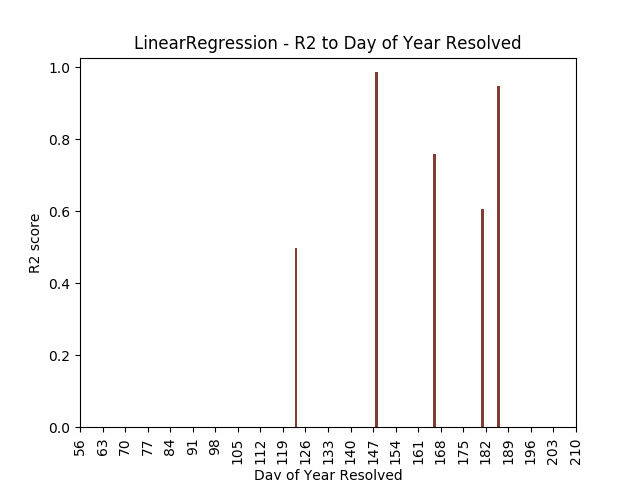 LinearRegression - R2 to Day of Year Resolved
1.0
0.8
0.6
0.4
0.2
0.0
R2 score
56 63 70 77 84 91 98 105 112 119 126 133 140 147 154 161 168 175 182 189 196 203 210
Day of Year Resolved